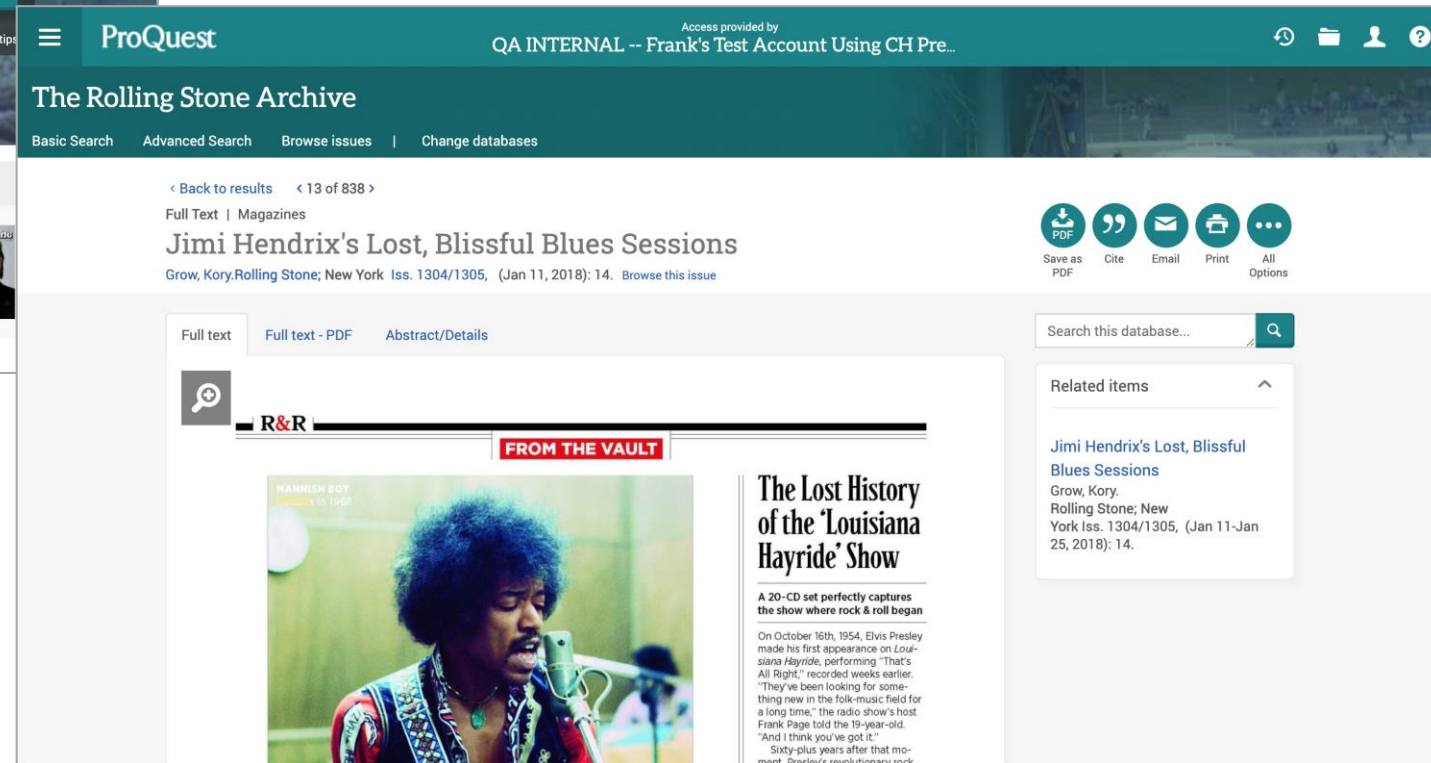 tips
ProQuest
Access provided by
QA INTERNAL -- Frank's Test Account Using CH Pre...
?
The Rolling Stone Archive
Basic Search Advanced Search Browse issues | Change databases
< Back to results < 13 of 838 >
Full Text | Magazines
Jimi Hendrix's Lost, Blissful Blues Sessions
Grow, Kory.Rolling Stone; New York Iss. 1304/1305, (Jan 11, 2018): 14. Browse this issue
PDF
Save as PDF
Cite
Email
Print
All Options
Full text Full text - PDF Abstract/Details
Search this database...
Related items
Jimi Hendrix's Lost, Blissful
Blues Sessions
Grow, Kory.
Rolling Stone; New
York Iss. 1304/1305, (Jan 11-Jan
25, 2018): 14.
R&R
FROM THE VAULT
MANNISH BOY
in 1968
The Lost History
of the 'Louisiana
Hayride' Show
A 20-CD set perfectly captures
the show where rock & roll began
On October 16th, 1954, Elvis Presley
made his first appearance on Loui-
siana Hayride, performing "That's
All Right," recorded weeks earlier.
"They've been looking for some-
thing new in the folk-music field for
a long time," the radio show's host
Frank Page told the 19-year-old.
"And I think you've got it."
Sixty-plus years after that mo-
ment, Presley's revolutionary rock